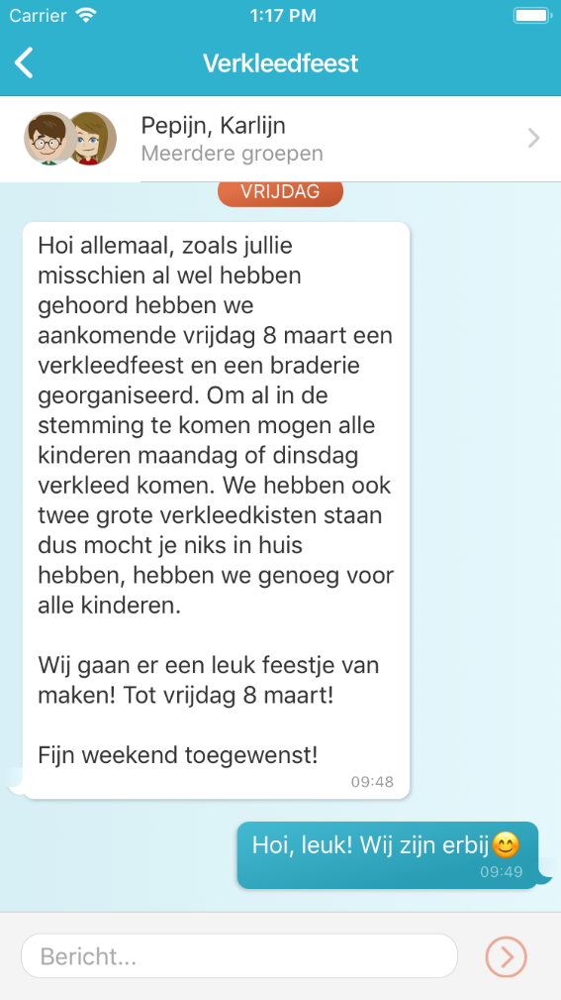 Carrier 1:17 PM
Verkleedfeest
Pepijn, Karlijn
Meerdere groepen
VRIJDAG
Hoi allemaal, zoals jullie
misschien al wel hebben
gehoord hebben we
aankomende vrijdag 8 maart een
verkleedfeest en een braderie
georganiseerd. Om al in de
stemming te komen mogen alle
kinderen maandag of dinsdag
verkleed komen. We hebben ook
twee grote verkleedkisten staan
dus mocht je niks in huis
hebben, hebben we genoeg voor
alle kinderen.
Wij gaan er een leuk feestje van
maken! Tot vrijdag 8 maart!
Fijn weekend toegewenst!
09:48
Hoi, leuk! Wij zijn erbij😊
09:49
Bericht...